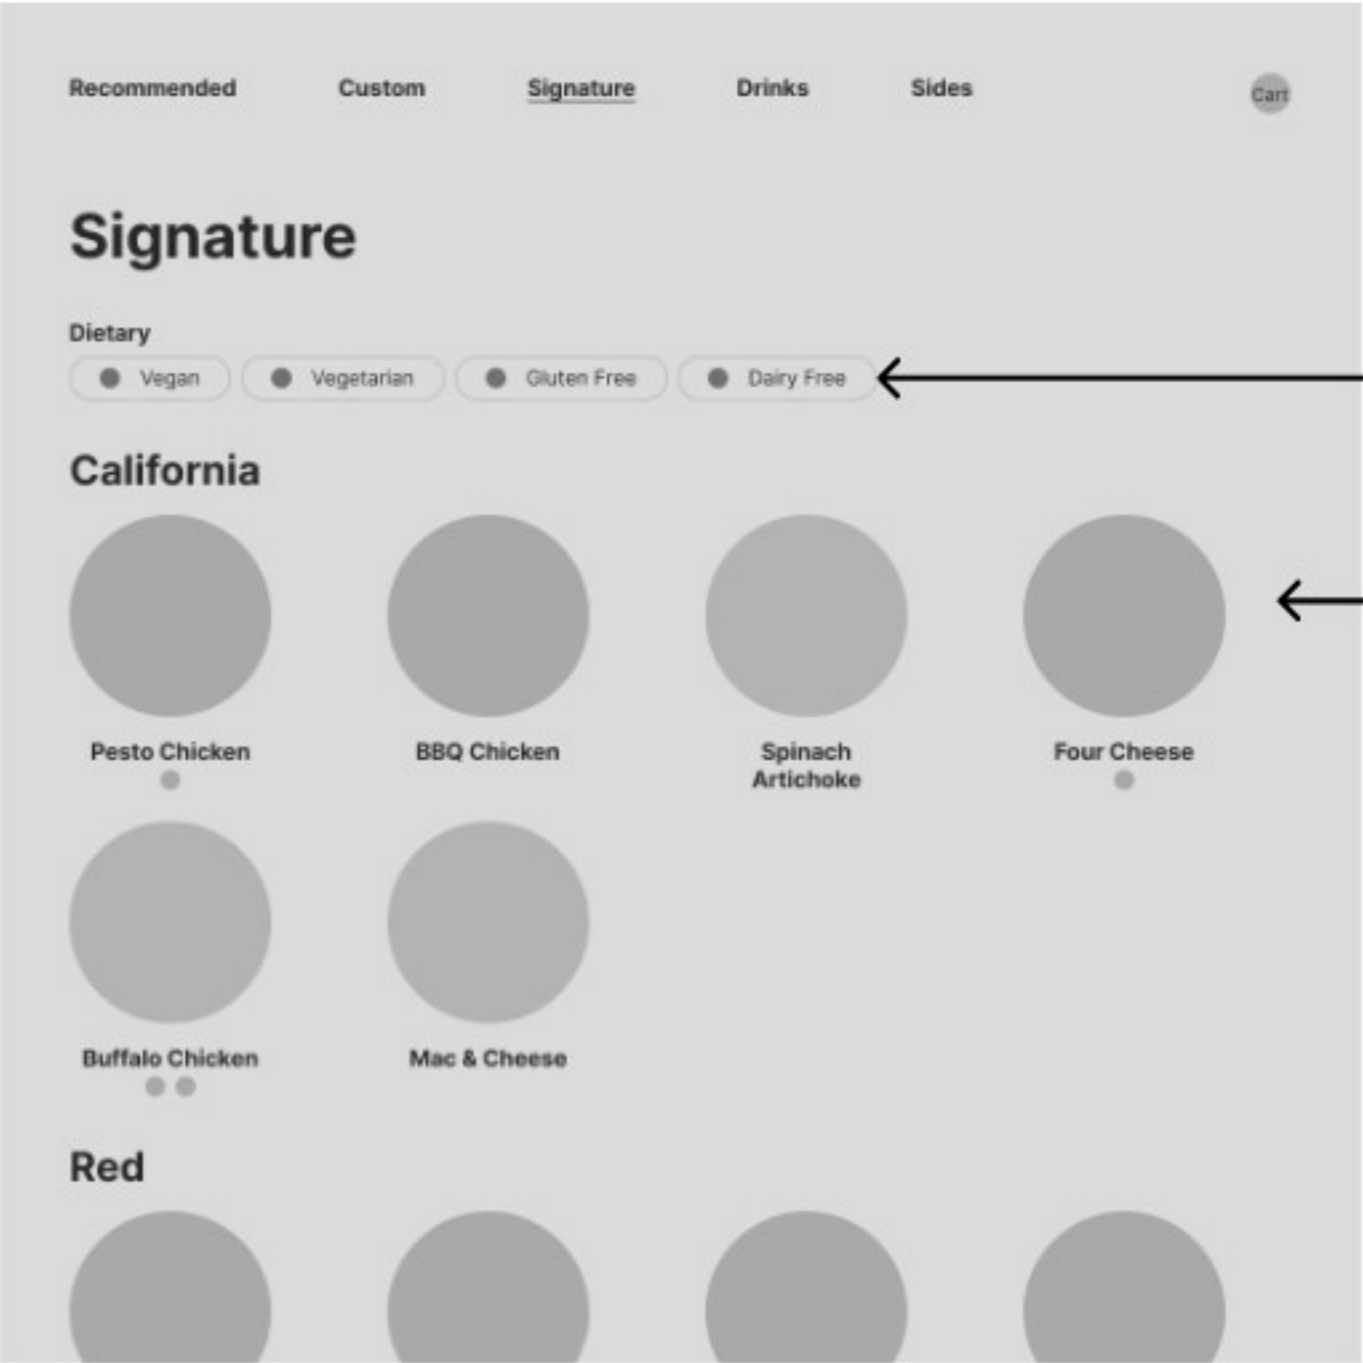 Recommended Custom Signature Drinks Sides Cart
Signature
Dietary
Vegan Vegetarian Gluten Free Dairy Free
California
Pesto Chicken BBQ Chicken Spinach Artichoke Four Cheese
Buffalo Chicken Mac & Cheese
Red